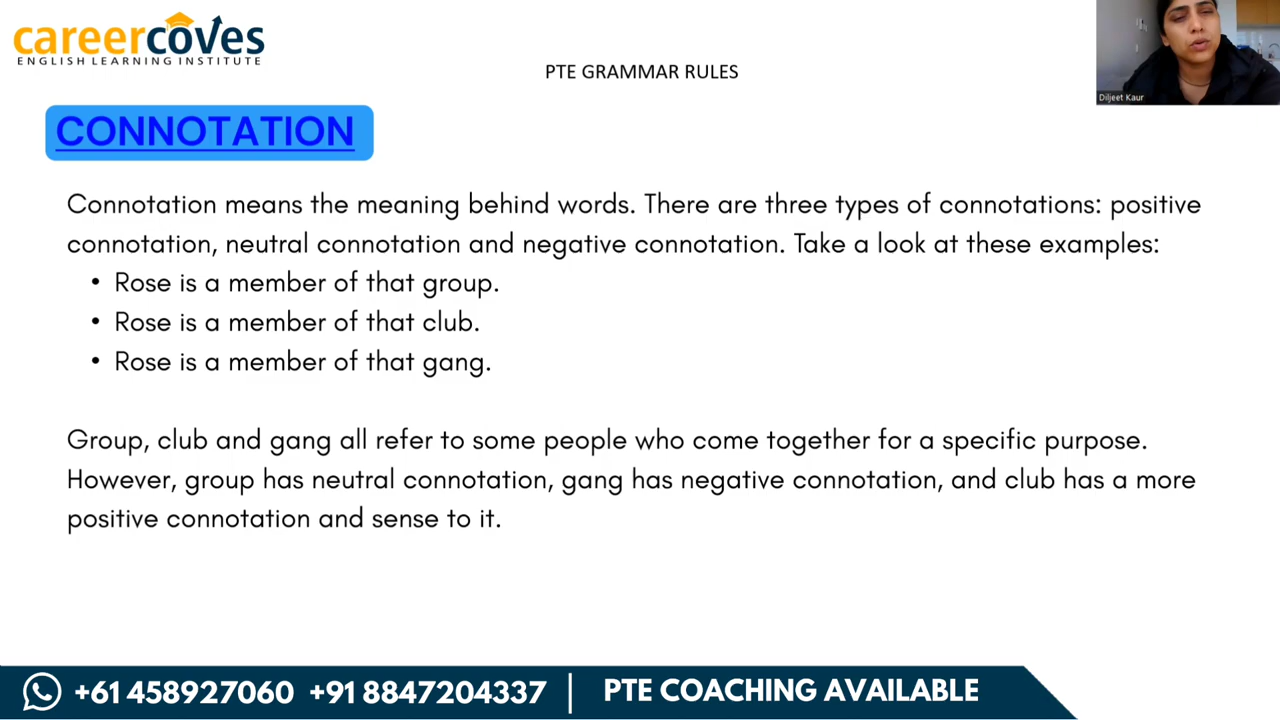 careercoves
ENGLISH LEARNING INSTITUTE
PTE GRAMMAR RULES
Diljeet Kaur
CONNOTATION
Connotation means the meaning behind words. There are three types of connotations: positive
connotation, neutral connotation and negative connotation. Take a look at these examples:
• Rose is a member of that group.
• Rose is a member of that club.
• Rose is a member of that gang.
Group, club and gang all refer to some people who come together for a specific purpose.
However, group has neutral connotation, gang has negative connotation, and club has a more
positive connotation and sense to it.
+61 458927060 +91 8847204337 | PTE COACHING AVAILABLE